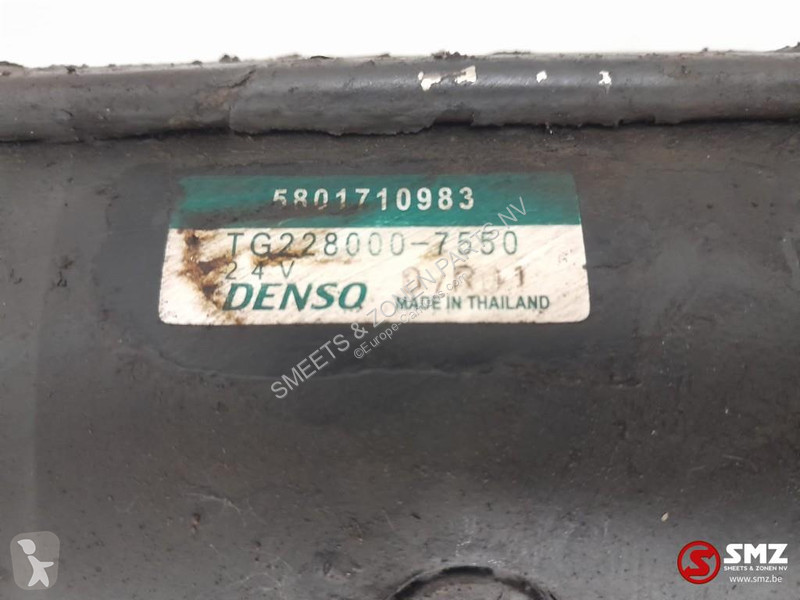 5801710983
TG228000-7550
24V
DENSO MADE IN THAILAND
SMEETS & ZONEN PARTS NV
SMZ
SMEETS & ZONEN NV
www.smz.be